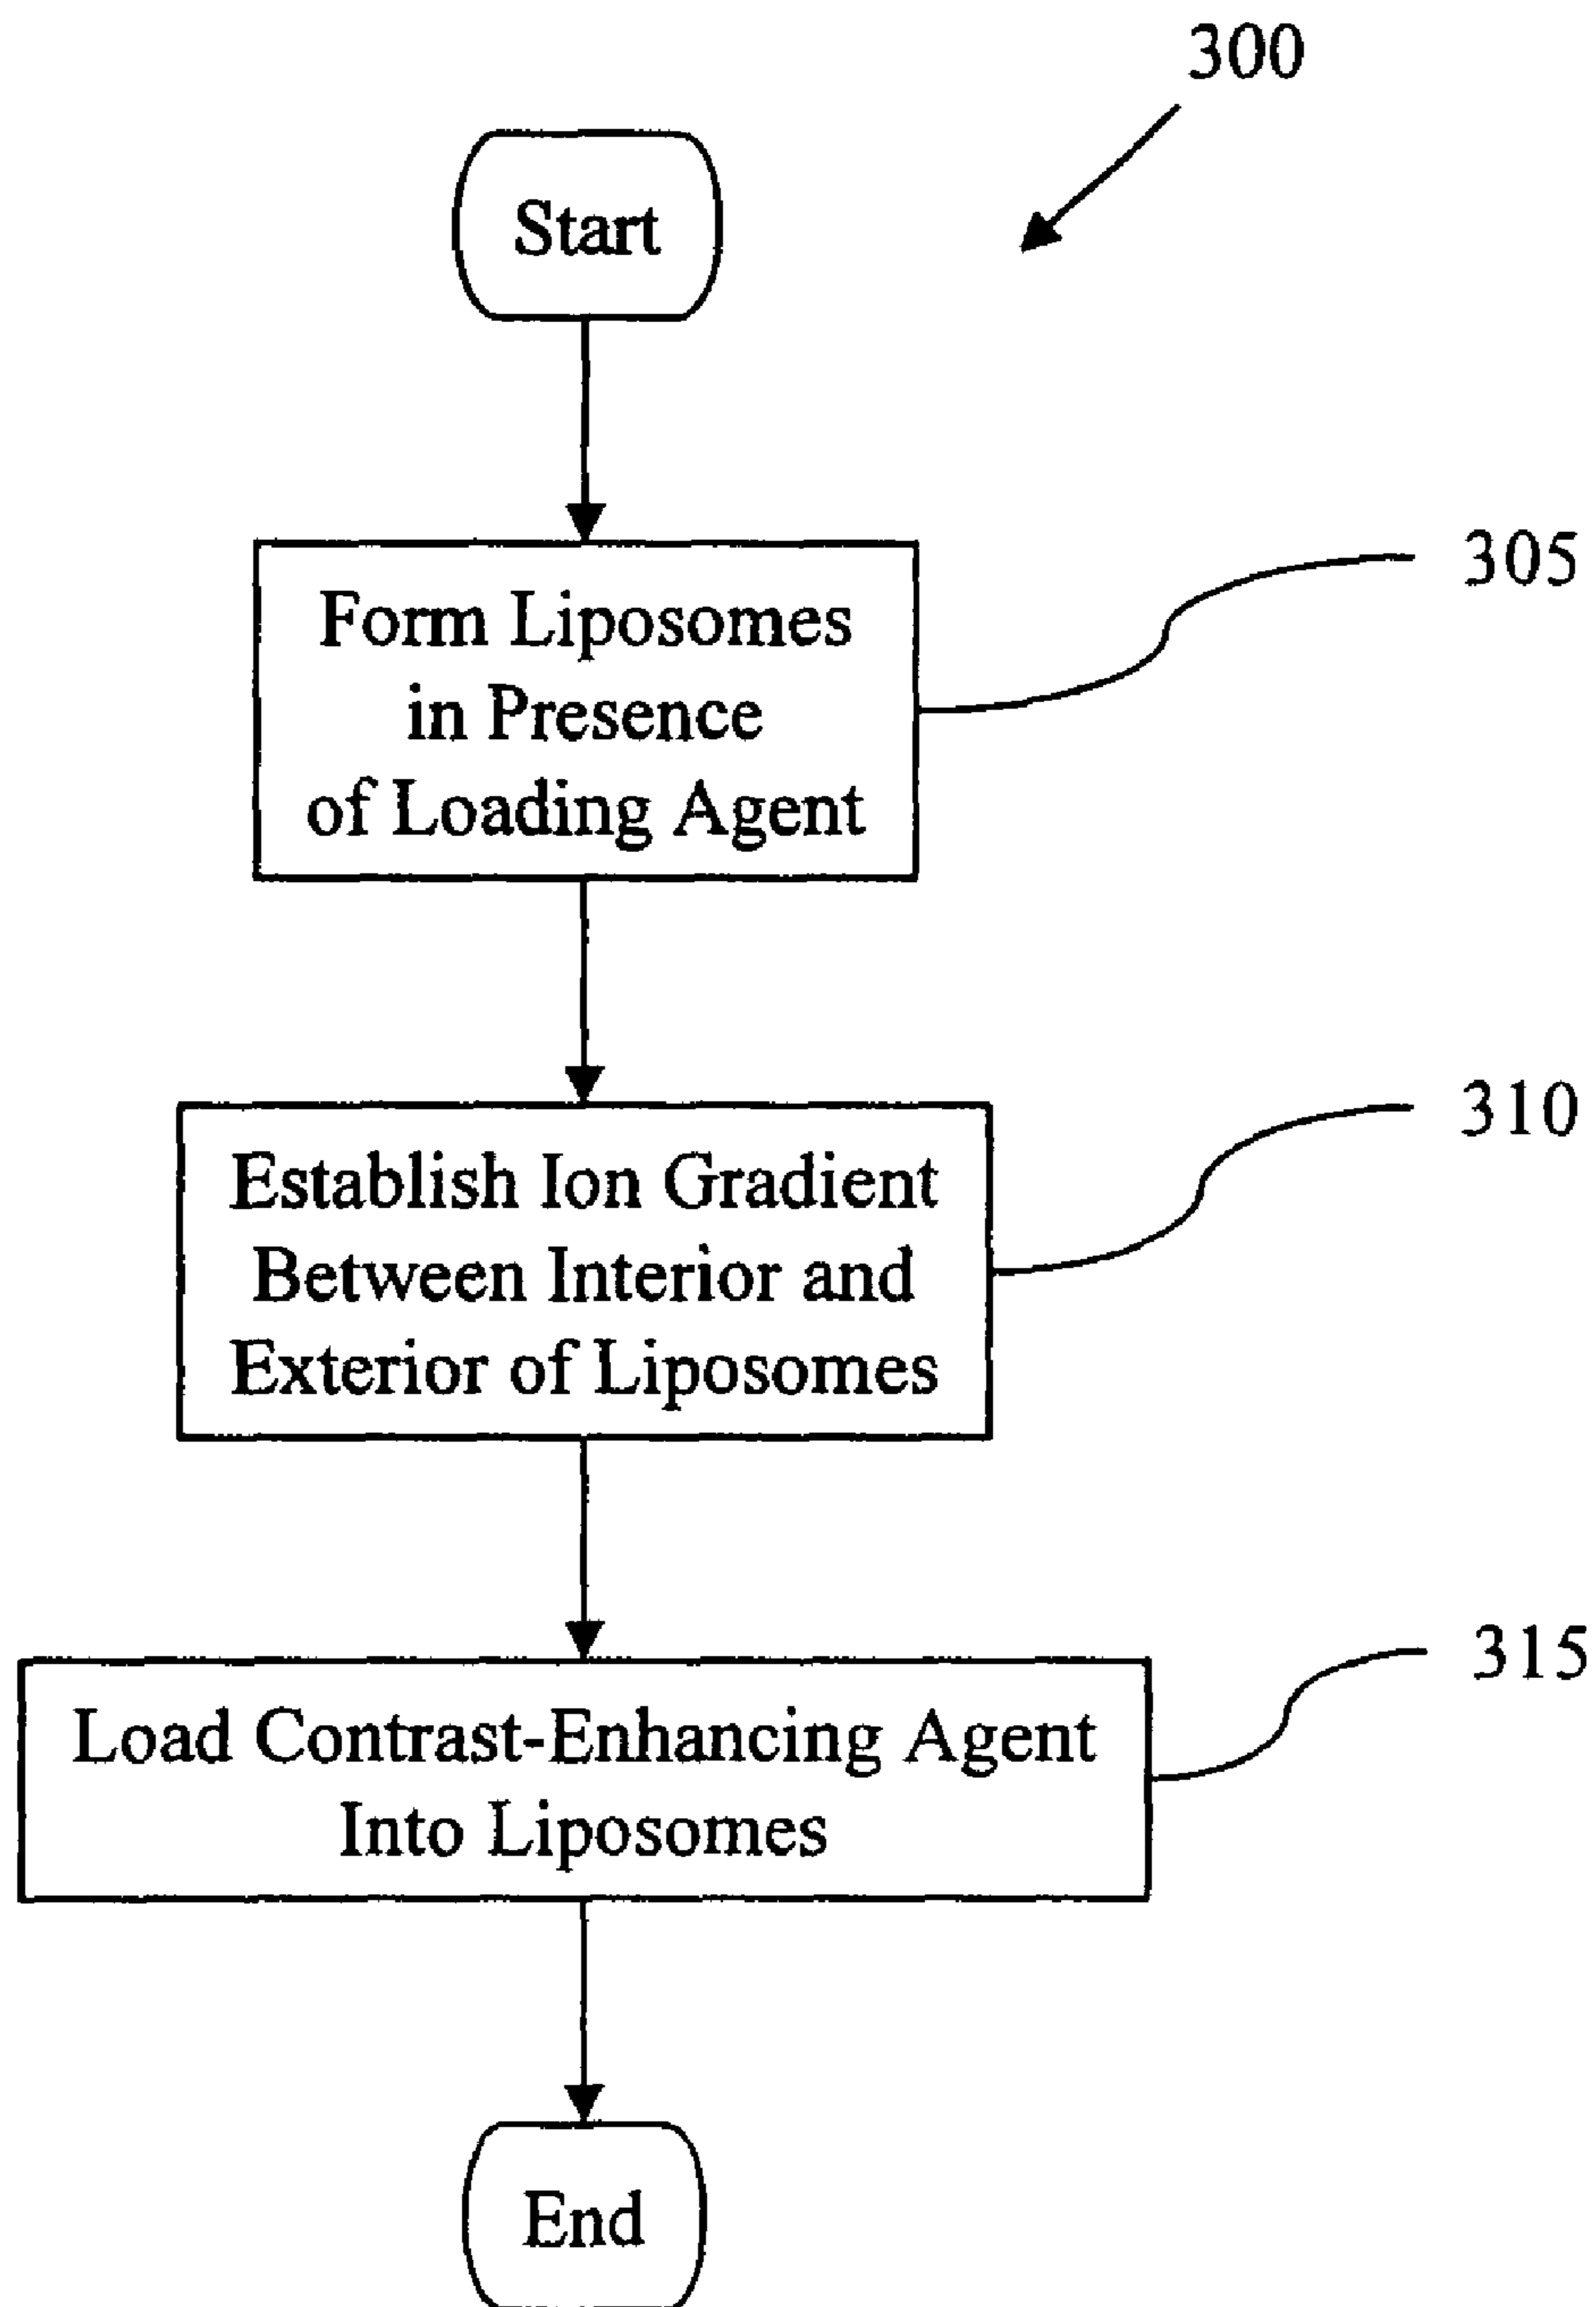 300
Start
Form Liposomes
in Presence
of Loading Agent
305
Establish Ion Gradient
Between Interior and
Exterior of Liposomes
310
Load Contrast-Enhancing Agent
Into Liposomes
315
End